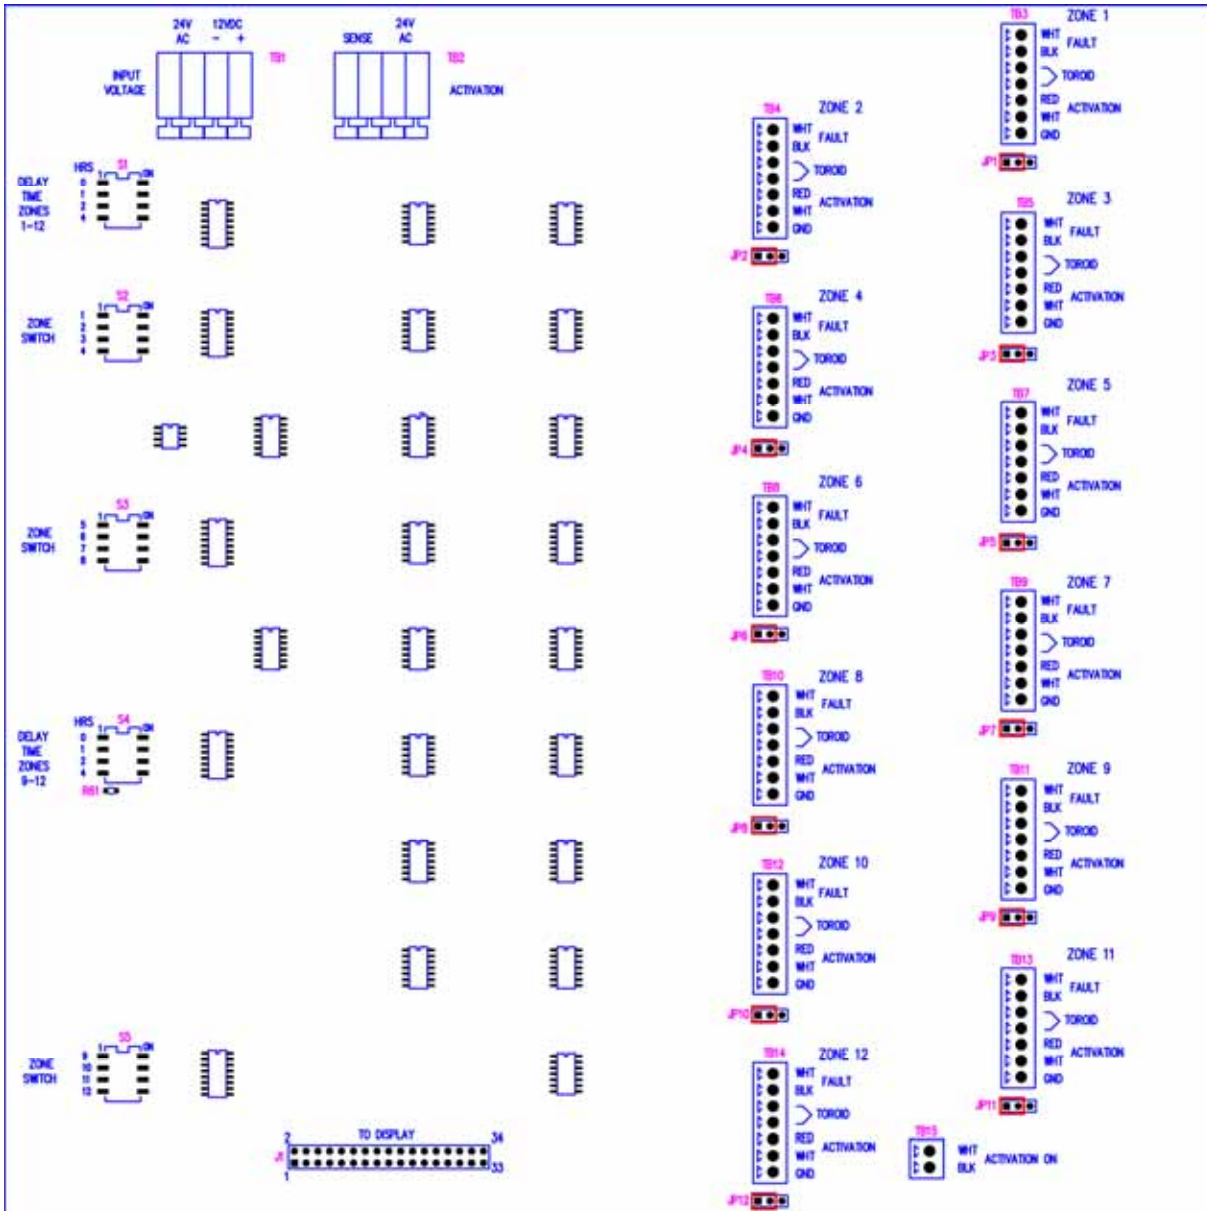 24V 12VDC
AC - +
TB1
INPUT
VOLTAGE
24V
SENSE AC
TB2
ACTIVATION
DELAY
TIME
ZONES
1-12
HRS S1
1 ON
0
1
2
4
ZONE
SWITCH
S2
1 ON
1
2
3
4
ZONE
SWITCH
S3
1 ON
5
6
7
8
DELAY
TIME
ZONES
9-12
HRS S4
1 ON
0
1
2
4
R61
ZONE
SWITCH
S5
1 ON
9
10
11
12
TO DISPLAY
2 34
J1
1 33
TB4 ZONE 2
WHT
FAULT
BLK
TOROID
RED
ACTIVATION
WHT
GND
JP2
TB6 ZONE 4
WHT
FAULT
BLK
TOROID
RED
ACTIVATION
WHT
GND
JP4
TB8 ZONE 6
WHT
FAULT
BLK
TOROID
RED
ACTIVATION
WHT
GND
JP6
TB10 ZONE 8
WHT
FAULT
BLK
TOROID
RED
ACTIVATION
WHT
GND
JP8
TB12 ZONE 10
WHT
FAULT
BLK
TOROID
RED
ACTIVATION
WHT
GND
JP10
TB14 ZONE 12
WHT
FAULT
BLK
TOROID
RED
ACTIVATION
WHT
GND
JP12
TB3 ZONE 1
WHT
FAULT
BLK
TOROID
RED
ACTIVATION
WHT
GND
JP1
TB5 ZONE 3
WHT
FAULT
BLK
TOROID
RED
ACTIVATION
WHT
GND
JP3
TB7 ZONE 5
WHT
FAULT
BLK
TOROID
RED
ACTIVATION
WHT
GND
JP5
TB9 ZONE 7
WHT
FAULT
BLK
TOROID
RED
ACTIVATION
WHT
GND
JP7
TB11 ZONE 9
WHT
FAULT
BLK
TOROID
RED
ACTIVATION
WHT
GND
JP9
TB13 ZONE 11
WHT
FAULT
BLK
TOROID
RED
ACTIVATION
WHT
GND
JP11
TB15
WHT
ACTIVATION ON
BLK